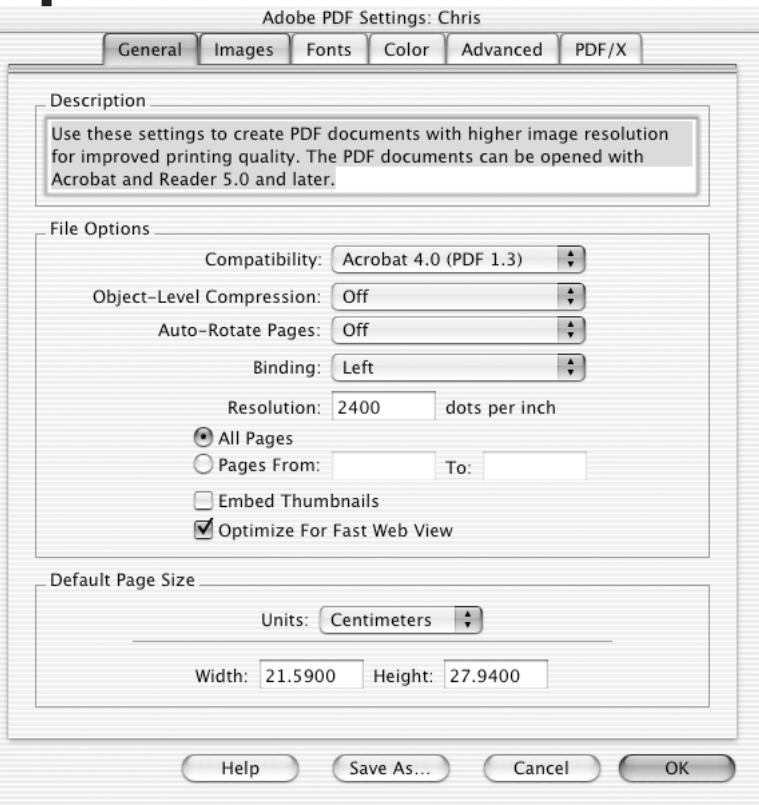 Adobe PDF Settings: Chris
General Images Fonts Color Advanced PDF/X
Description
Use these settings to create PDF documents with higher image resolution
for improved printing quality. The PDF documents can be opened with
Acrobat and Reader 5.0 and later.
File Options
Compatibility: Acrobat 4.0 (PDF 1.3)
Object-Level Compression: Off
Auto-Rotate Pages: Off
Binding: Left
Resolution: 2400 dots per inch
All Pages
Pages From: To:
Embed Thumbnails
Optimize For Fast Web View
Default Page Size
Units: Centimeters
Width: 21.5900 Height: 27.9400
Help Save As... Cancel OK